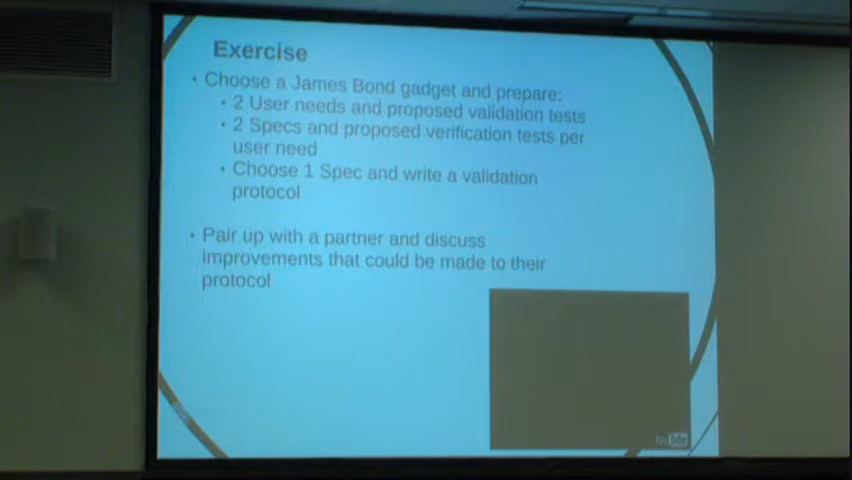 Exercise
• Choose a James Bond gadget and prepare:
• 2 User needs and proposed validation tests
• 2 Specs and proposed verification tests per
user need
• Choose 1 Spec and write a validation
protocol
• Pair up with a partner and discuss
improvements that could be made to their
protocol